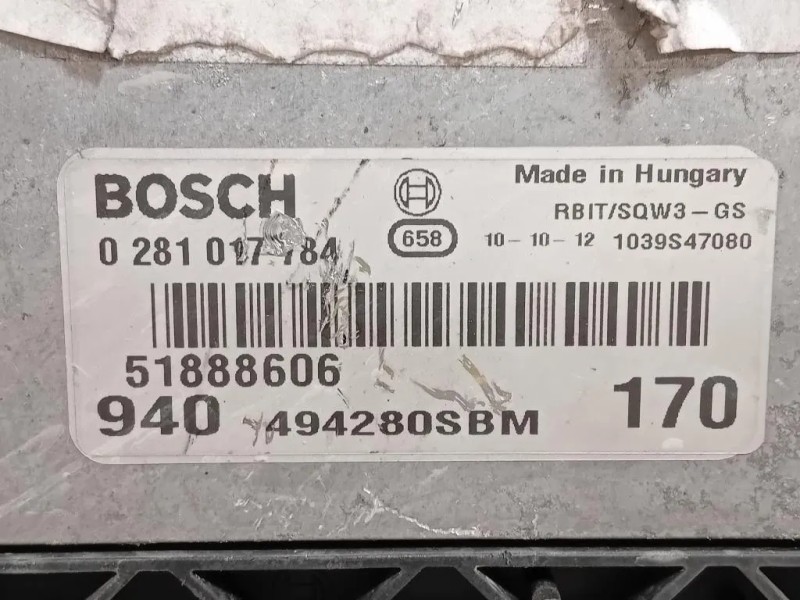 BOSCH
Made in Hungary
RBIT/SQW3-GS
0 281 017 784
658
10-10-12 1039S47080
51888606
940 494280SBM 170